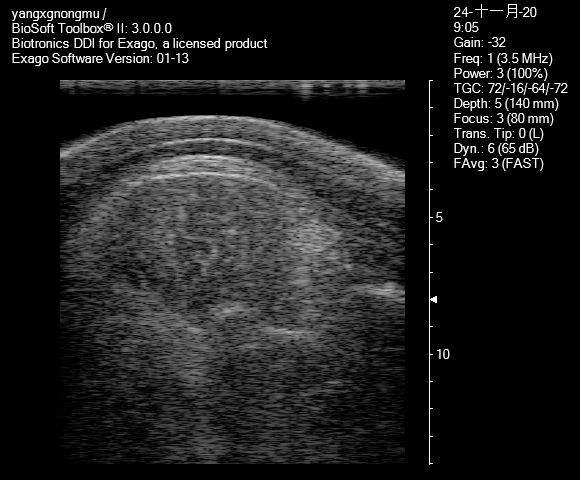 yangxgnongmu /
BioSoft Toolbox® II: 3.0.0.0
Biotronics DDI for Exago, a licensed product
Exago Software Version: 01-13
24-十一月-20
9:05
Gain: -32
Freq: 1 (3.5 MHz)
Power: 3 (100%)
TGC: 72/-16/-64/-72
Depth: 5 (140 mm)
Focus: 3 (80 mm)
Trans. Tip: 0 (L)
Dyn.: 6 (65 dB)
FAvg: 3 (FAST)
5
10